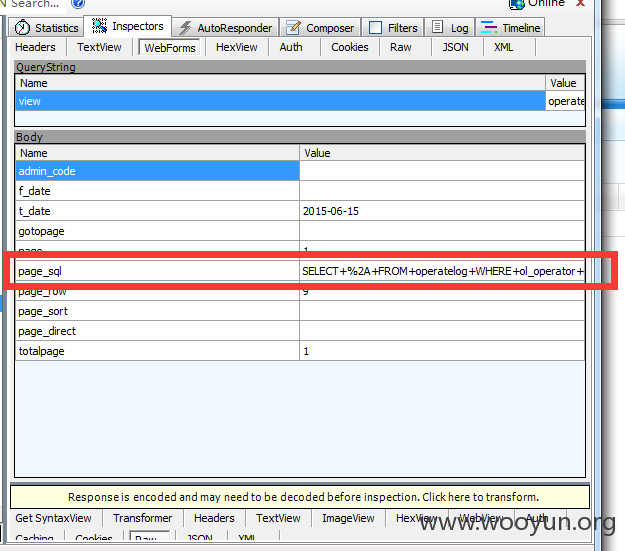 Search...
Online
Statistics Inspectors AutoResponder Composer Filters Log Timeline
Headers TextView WebForms HexView Auth Cookies Raw JSON XML
QueryString
Name Value
view operate
Body
Name Value
admin_code
f_date
t_date 2015-06-15
gotopage
page 1
page_sql SELECT+%2A+FROM+operatelog+WHERE+ol_operator+
page_row 9
page_sort
page_direct
totalpage 1
Response is encoded and may need to be decoded before inspection. Click here to transform.
Get SyntaxView Transformer Headers TextView ImageView HexView WebView Auth
Caching Cookies Raw JSON XML
www.wooyun.org